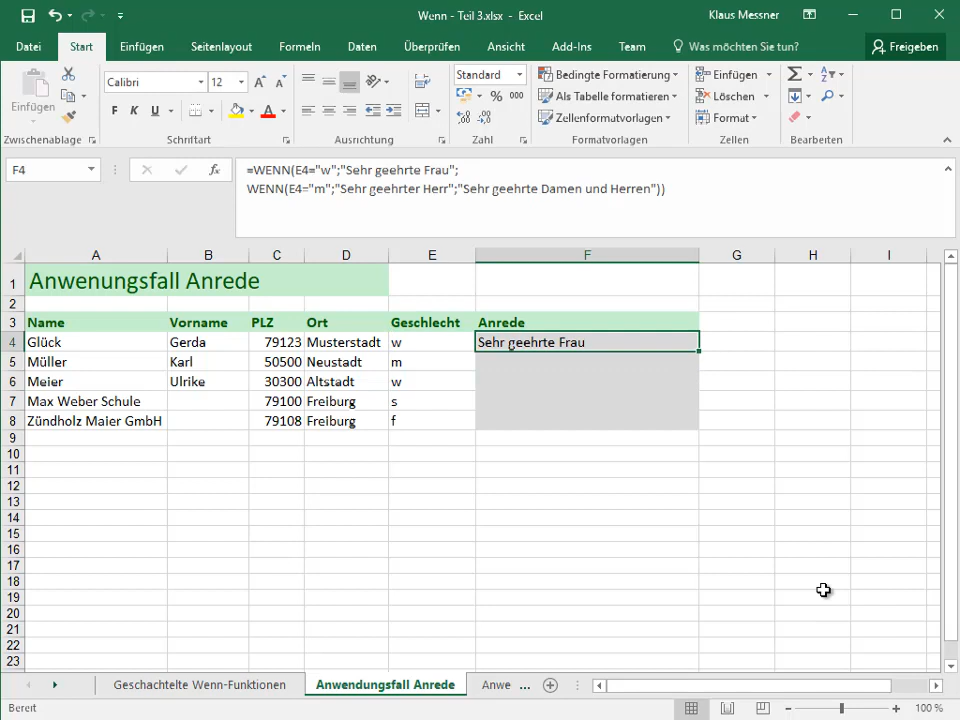 Wenn - Teil 3.xlsx - Excel
Klaus Messner
Datei Start Einfügen Seitenlayout Formeln Daten Überprüfen Ansicht Add-Ins Team Was möchten Sie tun? Freigeben
Einfügen
Zwischenablage
Calibri 12
F K U
Schriftart
Ausrichtung
Standard
% 000
Zahl
Bedingte Formatierung
Als Tabelle formatieren
Zellenformatvorlagen
Formatvorlagen
Einfügen
Löschen
Format
Zellen
Bearbeiten
F4
fx
=WENN(E4="w";"Sehr geehrte Frau";
WENN(E4="m";"Sehr geehrter Herr";"Sehr geehrte Damen und Herren"))
A B C D E F G H I
1 Anwenungsfall Anrede
2
3 Name Vorname PLZ Ort Geschlecht Anrede
4 Glück Gerda 79123 Musterstadt w Sehr geehrte Frau
5 Müller Karl 50500 Neustadt m
6 Meier Ulrike 30300 Altstadt w
7 Max Weber Schule 79100 Freiburg s
8 Zündholz Maier GmbH 79108 Freiburg f
9
10
11
12
13
14
15
16
17
18
19
20
21
22
23
Geschachtelte Wenn-Funktionen Anwendungsfall Anrede Anwe ...
Bereit
100 %